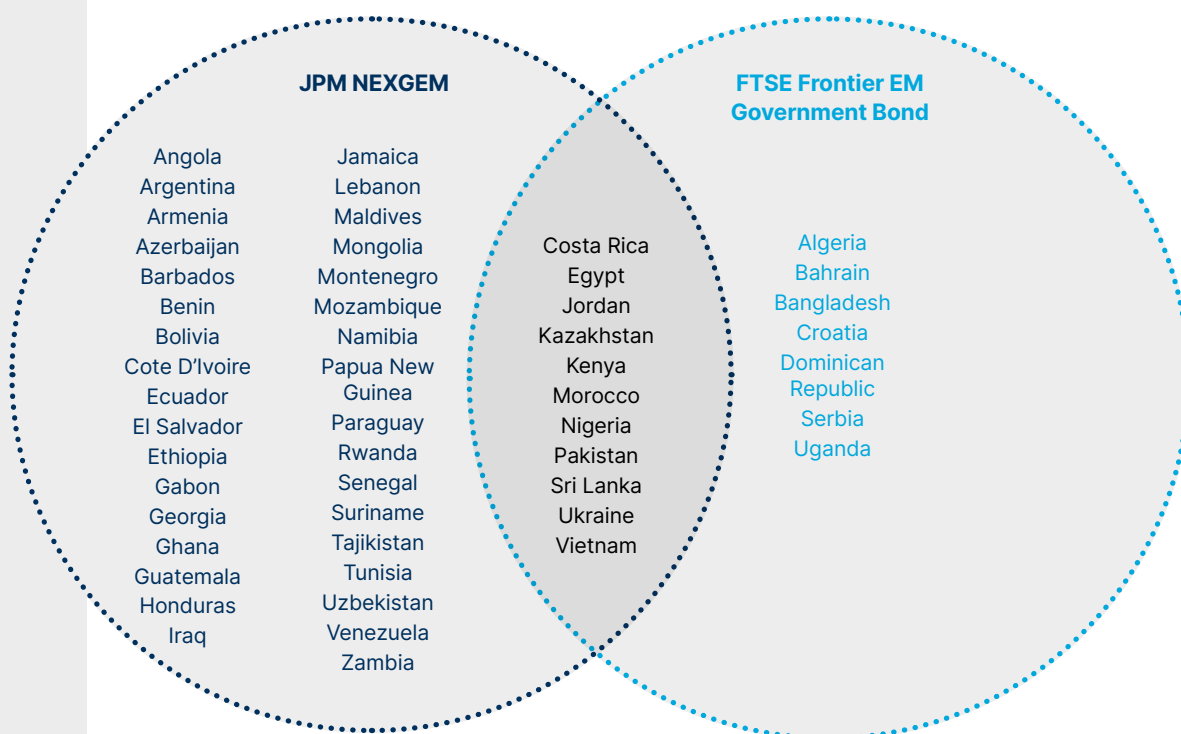 JPM NEXGEM
Angola
Argentina
Armenia
Azerbaijan
Barbados
Benin
Bolivia
Cote D’Ivoire
Ecuador
El Salvador
Ethiopia
Gabon
Georgia
Ghana
Guatemala
Honduras
Iraq
Jamaica
Lebanon
Maldives
Mongolia
Montenegro
Mozambique
Namibia
Papua New
Guinea
Paraguay
Rwanda
Senegal
Suriname
Tajikistan
Tunisia
Uzbekistan
Venezuela
Zambia
Costa Rica
Egypt
Jordan
Kazakhstan
Kenya
Morocco
Nigeria
Pakistan
Sri Lanka
Ukraine
Vietnam
FTSE Frontier EM
Government Bond
Algeria
Bahrain
Bangladesh
Croatia
Dominican
Republic
Serbia
Uganda